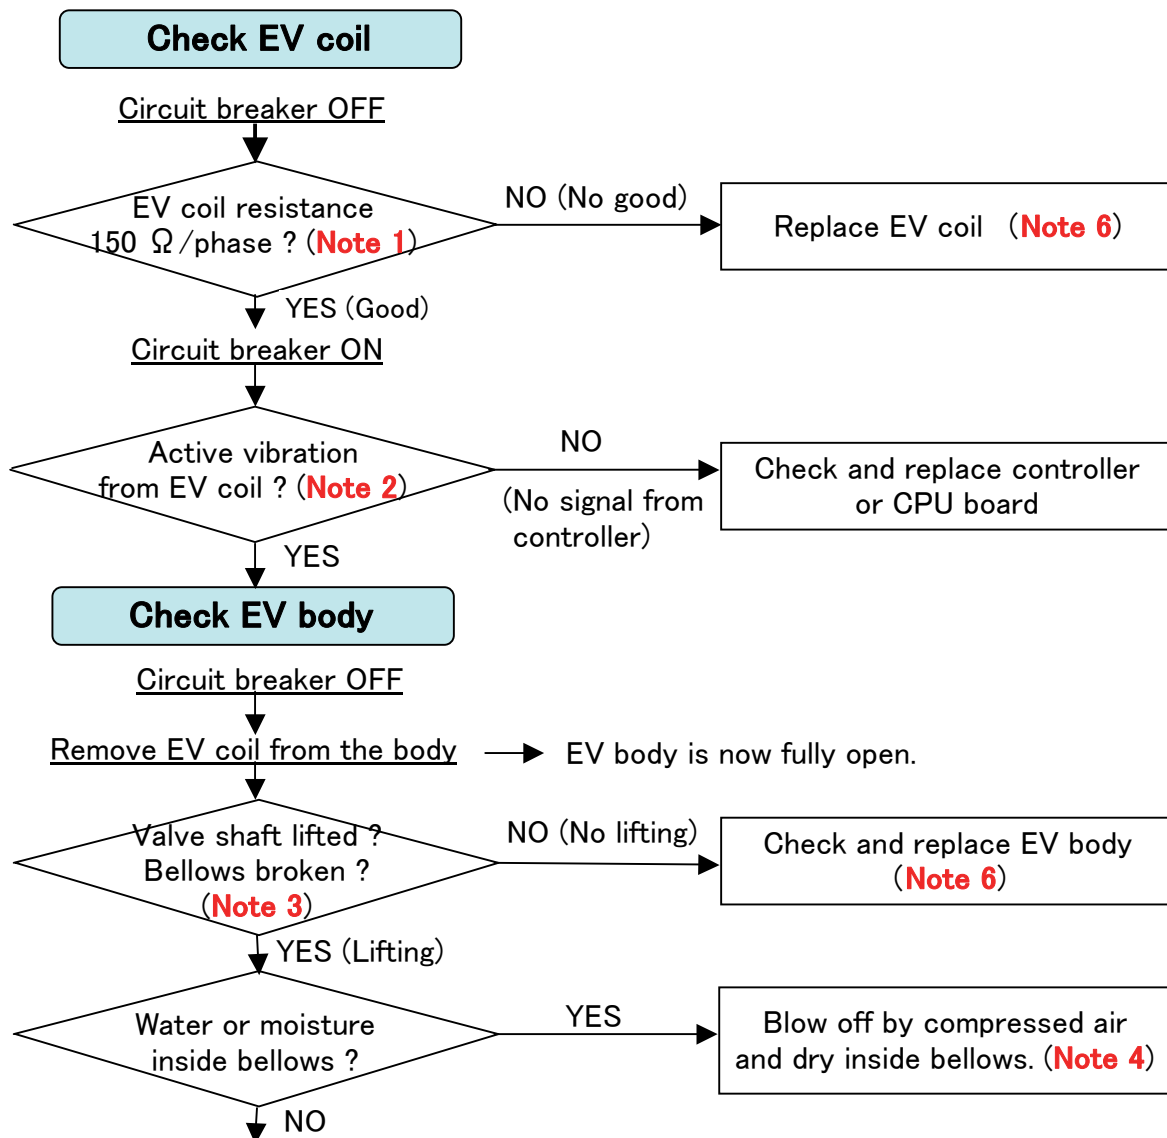 Check EV coil
Circuit breaker OFF
EV coil resistance
150 Ω/phase ? (Note 1)
NO (No good)
Replace EV coil (Note 6)
YES (Good)
Circuit breaker ON
Active vibration
from EV coil ? (Note 2)
NO
(No signal from
controller)
Check and replace controller
or CPU board
YES
Check EV body
Circuit breaker OFF
Remove EV coil from the body
EV body is now fully open.
Valve shaft lifted ?
Bellows broken ?
(Note 3)
NO (No lifting)
Check and replace EV body
(Note 6)
YES (Lifting)
Water or moisture
inside bellows ?
YES
Blow off by compressed air
and dry inside bellows. (Note 4)
NO